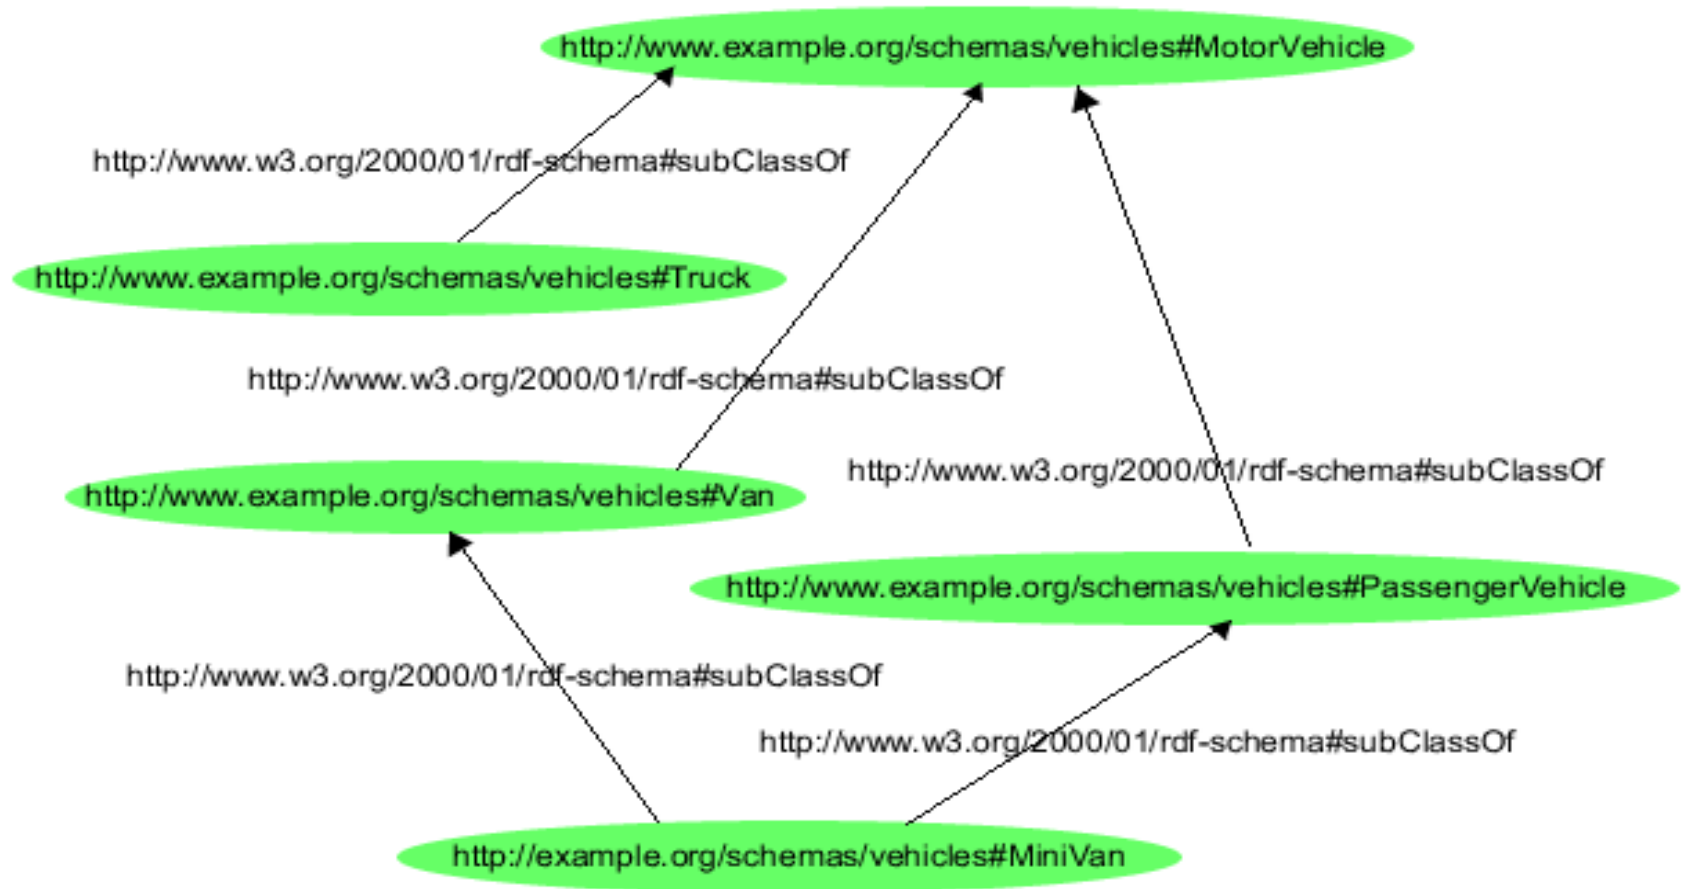 http://www.example.org/schemas/vehicles#MotorVehicle
http://www.w3.org/2000/01/rdf-schema#subClassOf
http://www.example.org/schemas/vehicles#Truck
http://www.w3.org/2000/01/rdf-schema#subClassOf
http://www.w3.org/2000/01/rdf-schema#subClassOf
http://www.example.org/schemas/vehicles#Van
http://www.example.org/schemas/vehicles#PassengerVehicle
http://www.w3.org/2000/01/rdf-schema#subClassOf
http://www.w3.org/2000/01/rdf-schema#subClassOf
http://example.org/schemas/vehicles#MiniVan